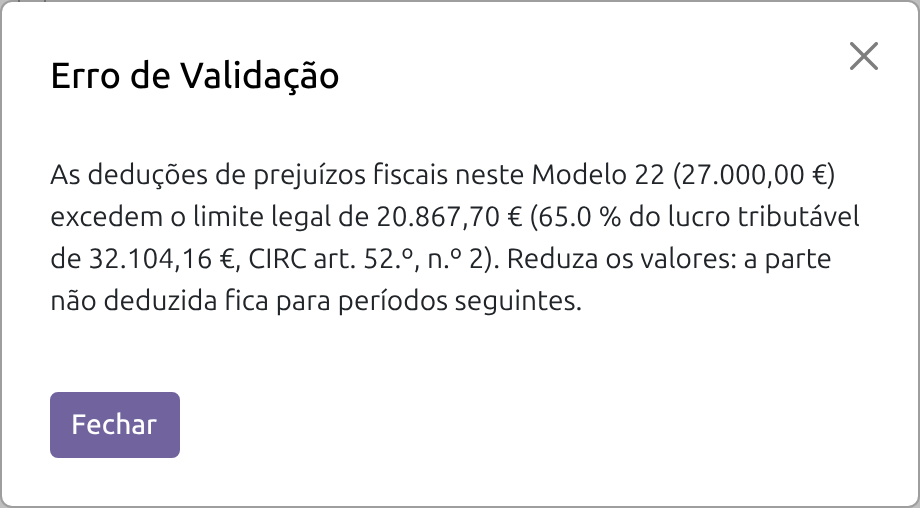 Erro de Validação
As deduções de prejuízos fiscais neste Modelo 22 (27.000,00 €)
excedem o limite legal de 20.867,70 € (65.0 % do lucro tributável
de 32.104,16 €, CIRC art. 52.º, n.º 2). Reduza os valores: a parte
não deduzida fica para períodos seguintes.
Fechar